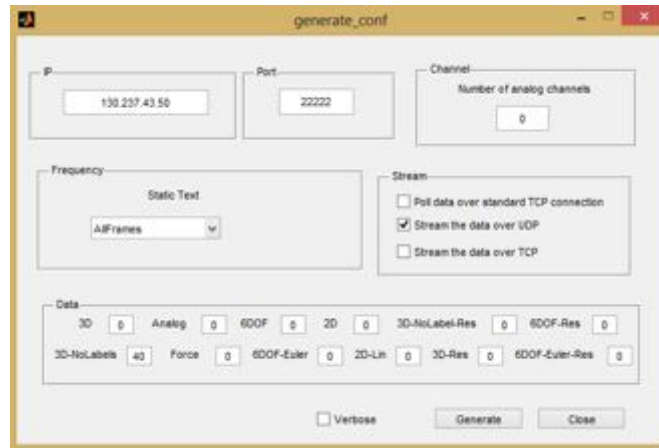 generate_conf
IP
130.237.43.50
Port
22222
Channel
Number of analog channels
0
Frequency
Static Text
AllFrames
Stream
Poll data over standard TCP connection
Stream the data over UDP
Stream the data over TCP
Data
3D 0 Analog 0 6DOF 0 2D 0 3D-NoLabel-Res 0 6DOF-Res 0
3D-NoLabels 40 Force 0 6DOF-Euler 0 2D-Lin 0 3D-Res 0 6DOF-Euler-Res 0
Verbose Generate Close